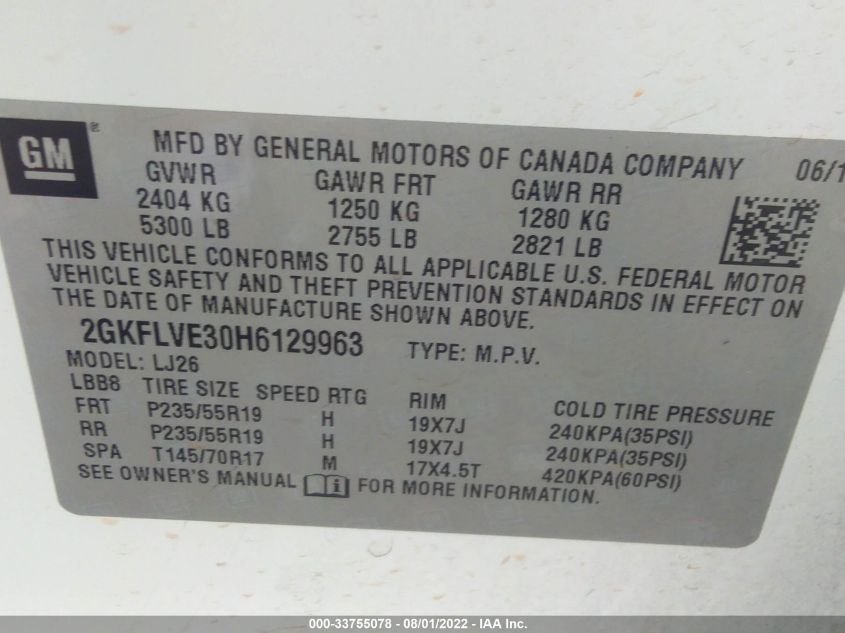 GM®
MFD BY GENERAL MOTORS OF CANADA COMPANY 06/1
GVWR GAWR FRT GAWR RR
2404 KG 1250 KG 1280 KG
5300 LB 2755 LB 2821 LB
THIS VEHICLE CONFORMS TO ALL APPLICABLE U.S. FEDERAL MOTOR
VEHICLE SAFETY AND THEFT PREVENTION STANDARDS IN EFFECT ON
THE DATE OF MANUFACTURE SHOWN ABOVE.
2GKFLVE30H6129963 TYPE: M.P.V.
MODEL: LJ26
LBB8 TIRE SIZE SPEED RTG RIM COLD TIRE PRESSURE
FRT P235/55R19 H 19X7J 240KPA(35PSI)
RR P235/55R19 H 19X7J 240KPA(35PSI)
SPA T145/70R17 M 17X4.5T 420KPA(60PSI)
SEE OWNER'S MANUAL i FOR MORE INFORMATION.
000-33755078 - 08/01/2022 - IAA Inc.